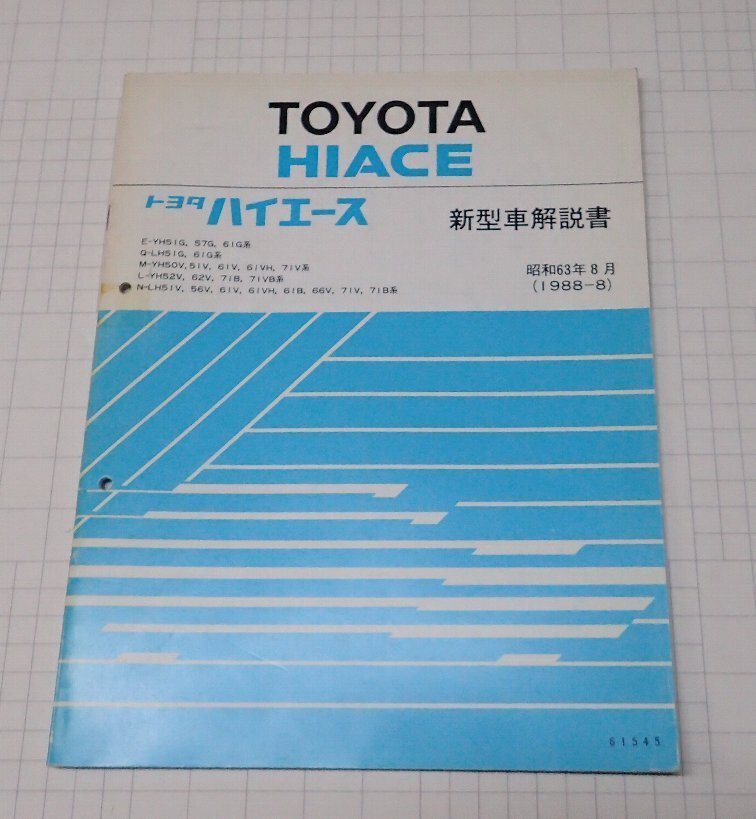 TOYOTA
HIACE
トヨタ ハイエース
新型車解説書
E-YH51G, 57G, 61G系
Q-LH51G, 61G系
M-YH50V, 51V, 61V, 61VH, 71V系
L-YH52V, 62V, 71B, 71VB系
N-LH51V, 56V, 61V, 61VH, 61B, 66V, 71V, 71B系
昭和63年8月
(1988-8)
61545